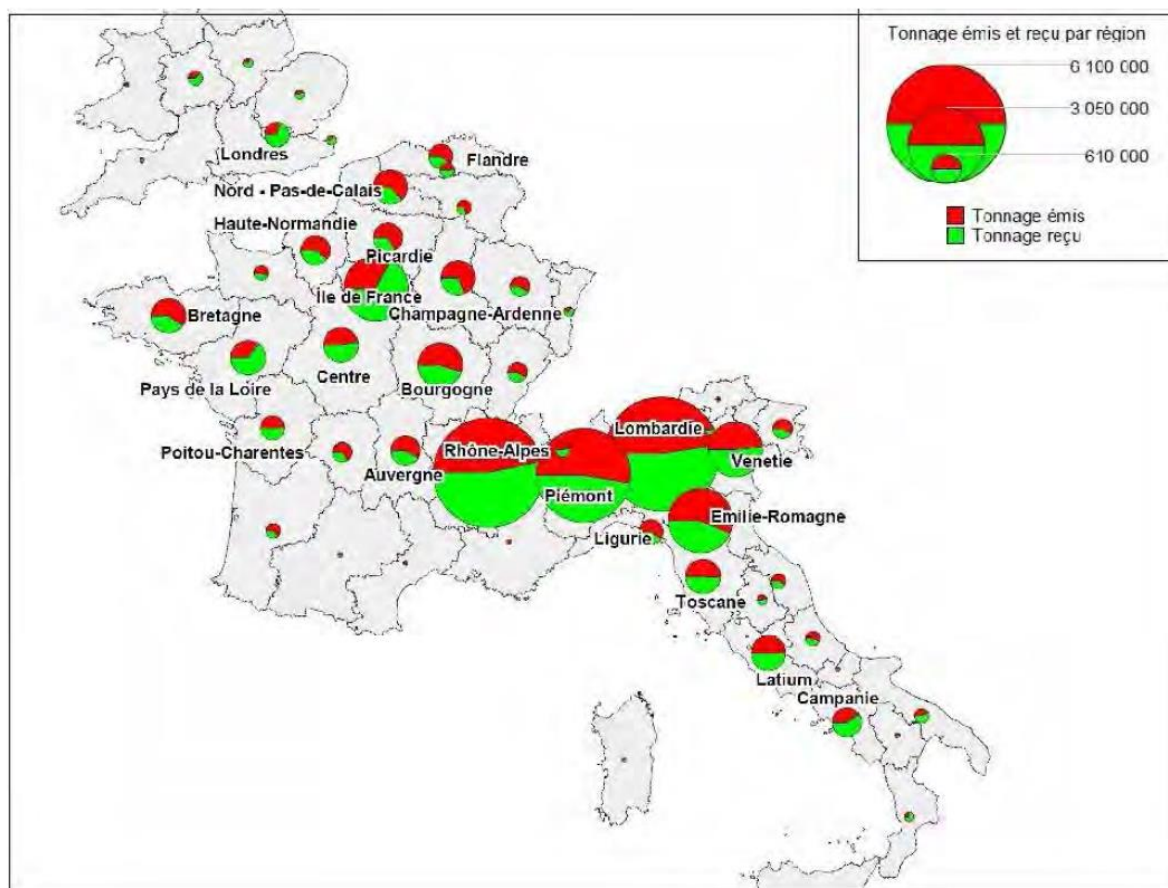 Tonnage émis et reçu par région
6 100 000
3 050 000
610 000
Tonnage émis
Tonnage reçu
Londres
Flandre
Nord - Pas-de-Calais
Haute-Normandie
Picardie
Île de France
Champagne-Ardenne
Bretagne
Pays de la Loire
Centre
Bourgogne
Poitou-Charentes
Auvergne
Rhône-Alpes
Lombardie
Venetie
Piémont
Emilie-Romagne
Ligurie
Toscane
Latium
Campanie